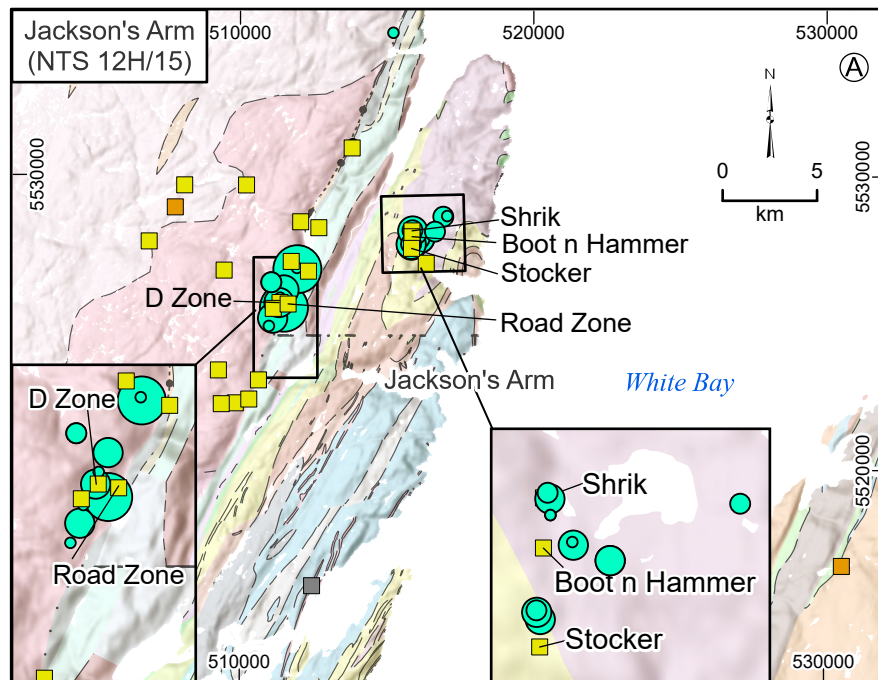 Jackson's Arm
(NTS 12H/15)
510000
520000
530000
A
N
0
5
km
5530000
5530000
Shrik
Boot n Hammer
Stocker
D Zone
Road Zone
Jackson's Arm
White Bay
D Zone
Road Zone
Shrik
Boot n Hammer
Stocker
5520000
510000
530000